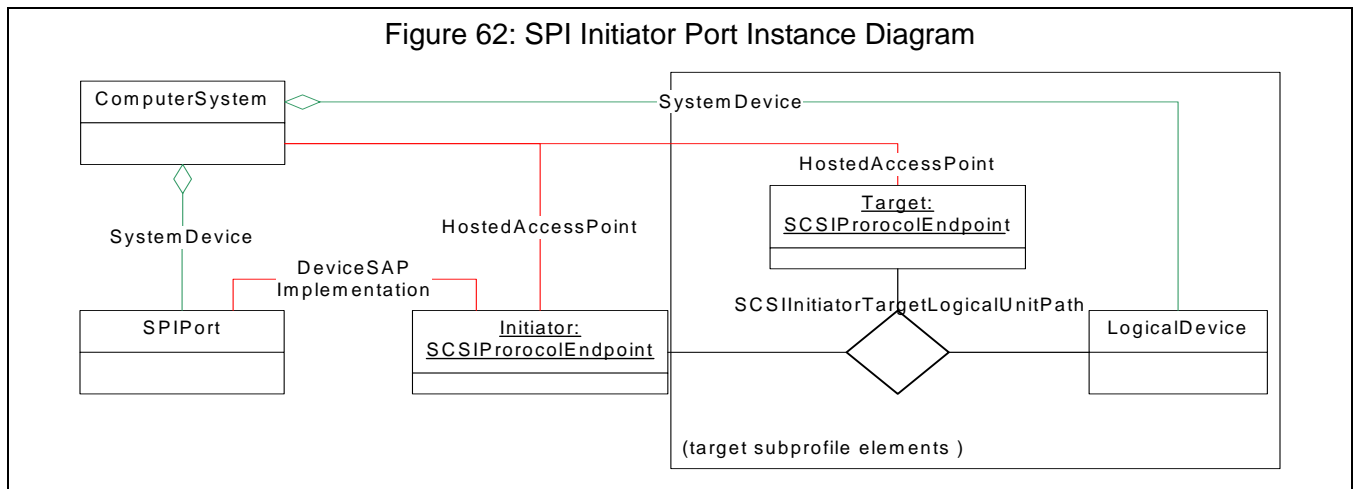 Figure 62: SPI Initiator Port Instance Diagram
ComputerSystem
SystemDevice
HostedAccessPoint
Target:
SCSIProrocolEndpoint
SystemDevice
HostedAccessPoint
DeviceSAP
Implementation
SCSIInitiatorTargetLogicalUnitPath
SPIPort
Initiator:
SCSIProrocolEndpoint
LogicalDevice
(target subprofile elements )